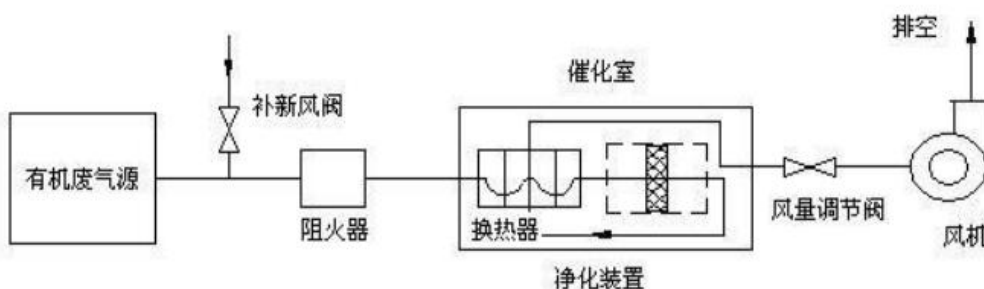 排空
催化室
补新风阀
有机废气源
阻火器
换热器
风量调节阀
风机
净化装置